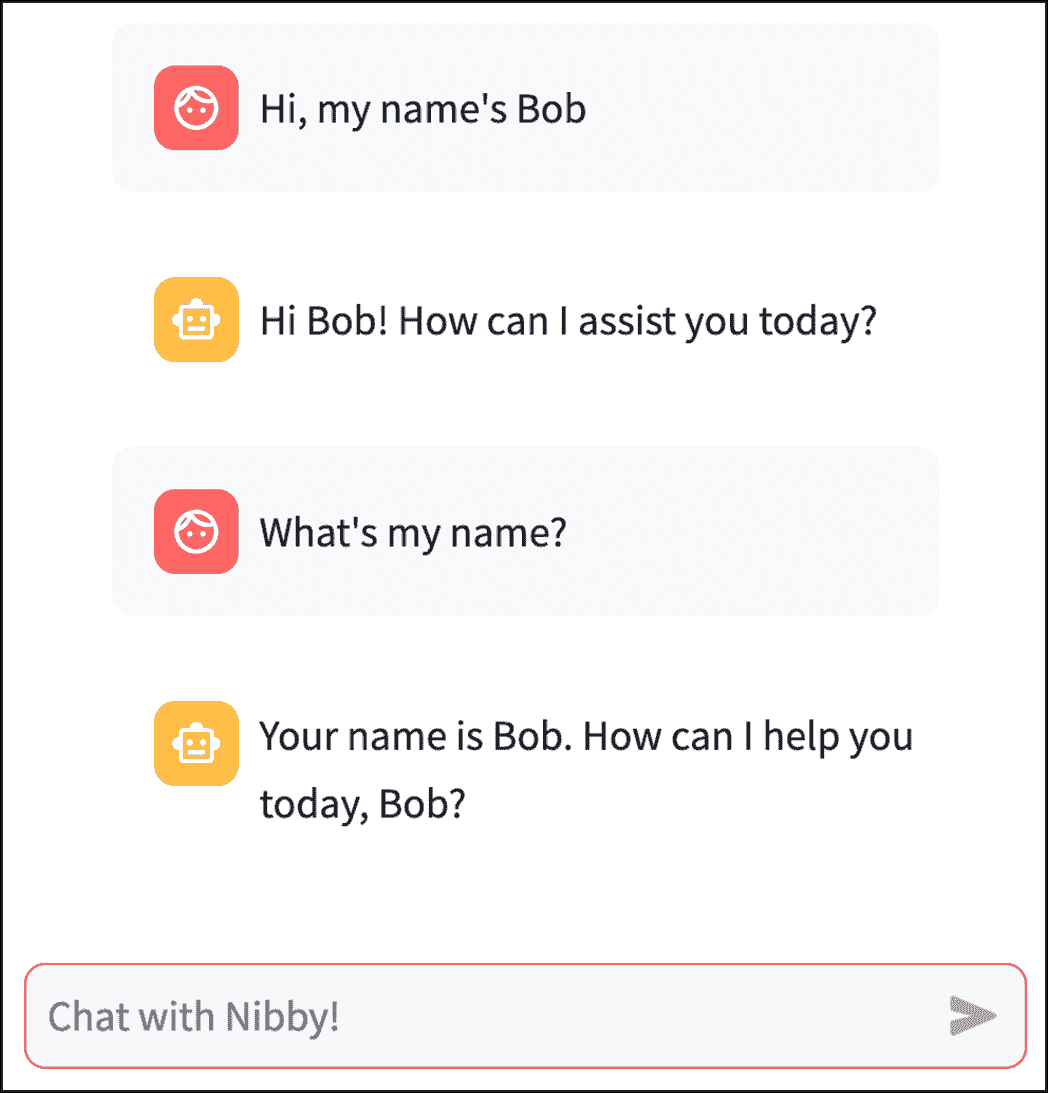 Hi, my name's Bob
Hi Bob! How can I assist you today?
What's my name?
Your name is Bob. How can I help you
today, Bob?
Chat with Nibby!